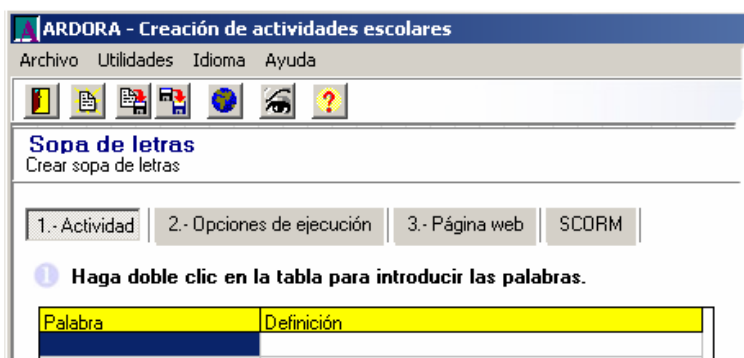 ARDORA - Creación de actividades escolares
Archivo Utilidades Idioma Ayuda
?
Sopa de letras
Crear sopa de letras
1.- Actividad 2.- Opciones de ejecución 3.- Página web SCORM
1 Haga doble clic en la tabla para introducir las palabras.
Palabra Definición